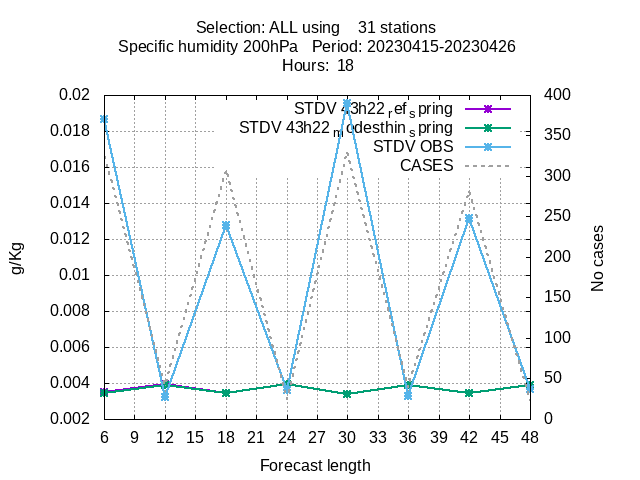 Selection: ALL using    31 stations
Specific humidity 200hPa   Period: 20230415-20230426
Hours:  18
STDV 43h22_ref_spring
STDV 43h22_modesthin_spring
STDV OBS
CASES
0.02
0.018
0.016
0.014
0.012
0.01
0.008
0.006
0.004
0.002
g/Kg
400
350
300
250
200
150
100
50
0
No cases
6 9 12 15 18 21 24 27 30 33 36 39 42 45 48
Forecast length